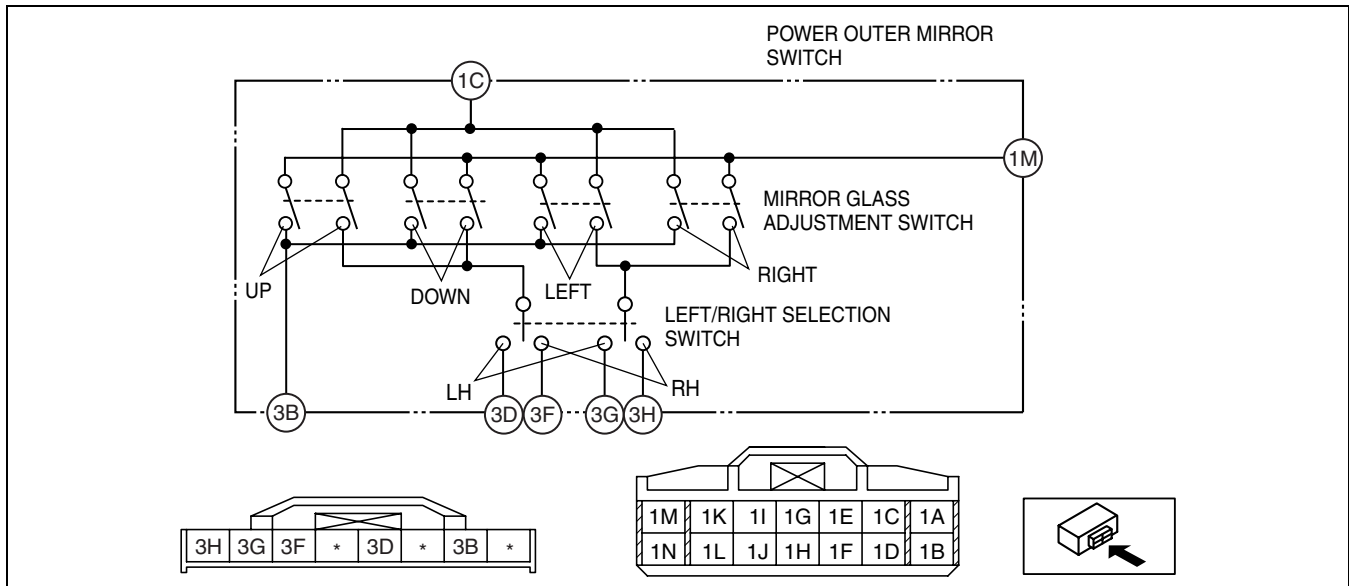 POWER OUTER MIRROR
SWITCH
1C
1M
MIRROR GLASS
ADJUSTMENT SWITCH
UP
DOWN
LEFT
RIGHT
LEFT/RIGHT SELECTION
SWITCH
LH
RH
3B
3D
3F
3G
3H
3H 3G 3F * 3D * 3B *
1M 1K 1I 1G 1E 1C 1A
1N 1L 1J 1H 1F 1D 1B